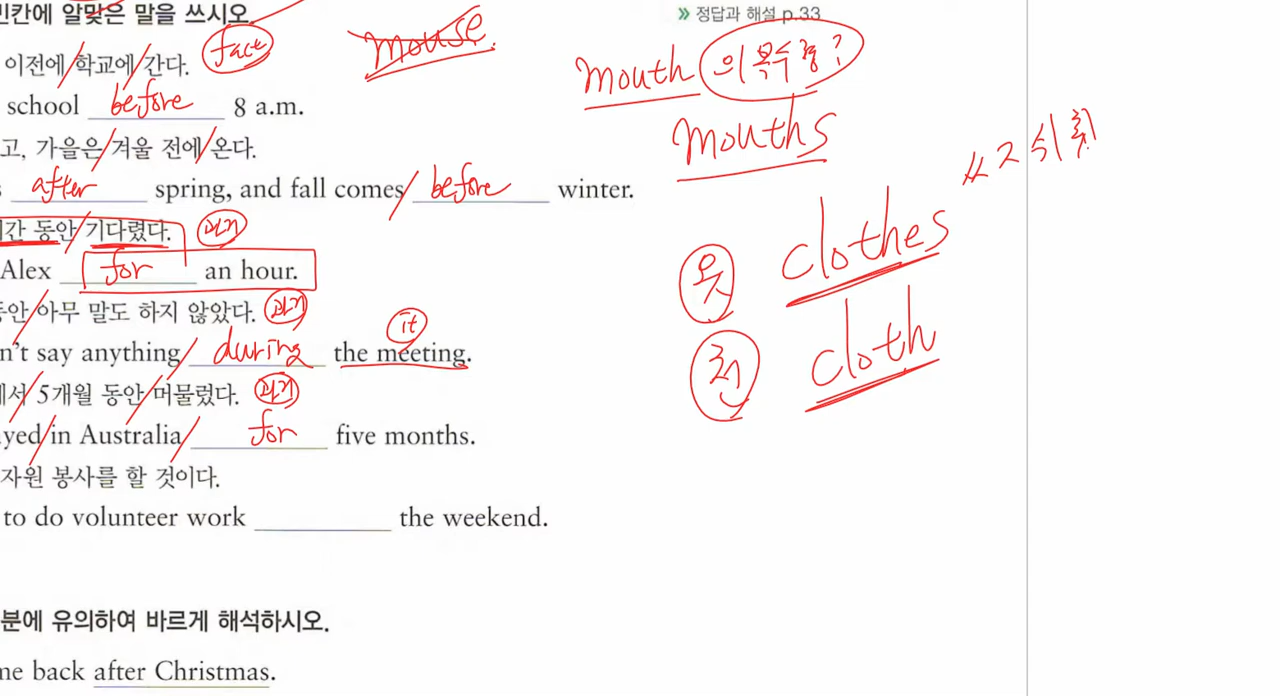 빈칸에 알맞은 말을 쓰시오.
» 정답과 해설 p.33
mouse
mouth 의 복수형?
mouths
이전에/학교에/간다. fact
school before 8 a.m.
고, 가을은/겨울 전에/온다.
after spring, and fall comes/ before winter.
간 동안/기다렸다. 과거
Alex for an hour.
옷 clothes
동안/아무 말도 하지 않았다. 과거
it
n't say anything/ during the meeting.
천 cloth
에서/5개월 동안/머물렀다. 과거
yed/in Australia/ for five months.
자원 봉사를 할 것이다.
to do volunteer work the weekend.
분에 유의하여 바르게 해석하시오.
me back after Christmas.